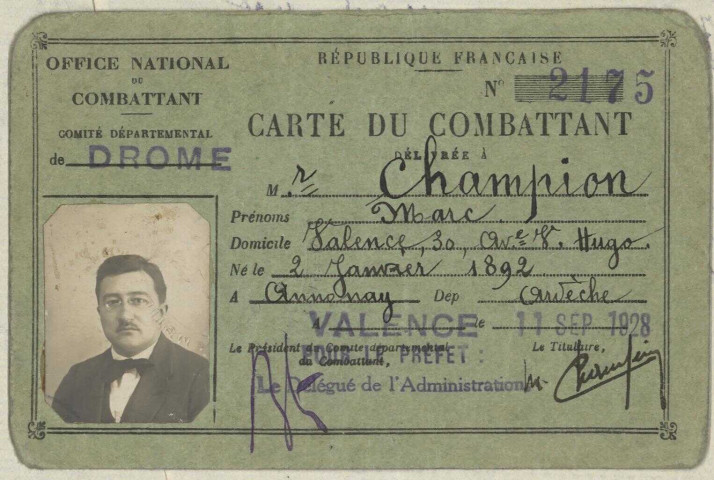 OFFICE NATIONAL
DU
COMBATTANT
COMITÉ DÉPARTEMENTAL
de DROME
RÉPUBLIQUE FRANÇAISE
N° 2175
CARTE DU COMBATTANT
DÉLIVRÉE À
M.r Champion
Prénoms Marc.
Domicile Valence, 30, Ave V. Hugo.
Né le 2 Janvier 1892
A Annonay Dep Ardèche
A VALENCE le 11 SEP 1928
Le Président du Comité départemental
du Combattant,
POUR LE PRÉFET :
Le Délégué de l'Administration
Le Titulaire,